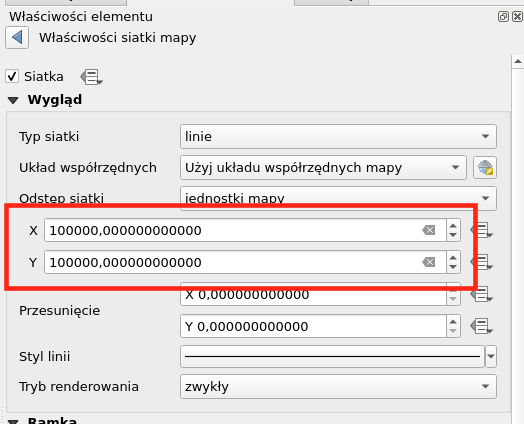 Właściwości elementu
Właściwości siatki mapy
Siatka
Wygląd
Typ siatki linie
Układ współrzędnych Użyj układu współrzędnych mapy
Odstęp siatki jednostki mapy
X 100000,000000000000
Y 100000,000000000000
Przesunięcie
X 0,000000000000
Y 0,000000000000
Styl linii
Tryb renderowania zwykły
Ramka